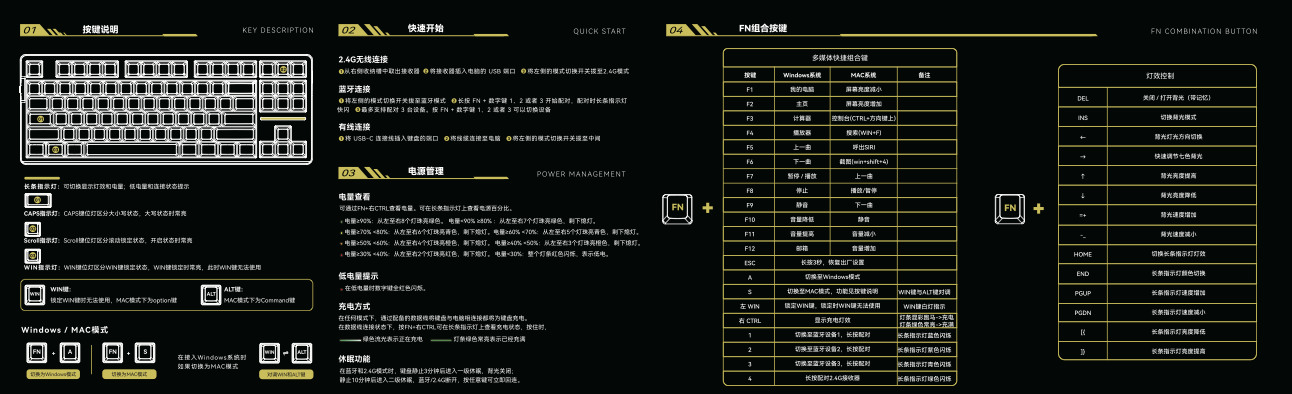 01 按键说明 KEY DESCRIPTION
长条指示灯：可切换显示灯效和电量；低电量和连接状态提示
CAPS指示灯：CAPS键位灯区分大小写状态，大写状态时常亮
Scroll指示灯：Scroll键位灯区分滚动锁定状态，开启状态时常亮
WIN指示灯：WIN键位灯区分WIN键锁定状态，WIN键锁定时常亮，此时WIN键无法使用
WIN WIN键：
锁定WIN键时无法使用，MAC模式下为option键
ALT ALT键：
MAC模式下为Command键
Windows / MAC模式
FN + A
切换为Windows模式
FN + S
切换为MAC模式
在接入Windows系统时
如果切换为MAC模式
WIN ⇌ ALT
对调WIN和ALT键
02 快速开始 QUICK START
2.4G无线连接
1从右侧收纳槽中取出接收器 2将接收器插入电脑的 USB 端口 3将左侧的模式切换开关拨至2.4G模式
蓝牙连接
1将左侧的模式切换开关拨至蓝牙模式 2长按 FN + 数字键 1、2 或者 3 开始配对，配对时长条指示灯
快闪 3最多支持配对 3 台设备。按 FN + 数字键 1、2 或者 3 可以切换设备
有线连接
1将 USB-C 连接线插入键盘的端口 2将线缆连接至电脑 3将左侧的模式切换开关拨至中间
03 电源管理 POWER MANAGEMENT
电量查看
可通过FN+右CTRL查看电量。可在长条指示灯上查看电源百分比。
。电量≥90%：从左至右8个灯珠亮绿色。 电量<90% ≥80%：从左至右7个灯珠亮绿色，剩下熄灯。
。电量≥70% <80%：从左至右6个灯珠亮青色，剩下熄灯。电量≥60% <70%：从左至右5个灯珠亮青色，剩下熄灯。
。电量≥50% <60%：从左至右4个灯珠亮橙色，剩下熄灯。电量≥40% <50%：从左至右3个灯珠亮橙色，剩下熄灯。
。电量≥30% <40%：从左至右2个灯珠亮红色，剩下熄灯。 电量<30%：整个灯条红色闪烁，表示低电。
低电量提示
。在低电量时数字键全红色闪烁。
充电方式
在任何模式下，通过配备的数据线将键盘与电脑相连接都将为键盘充电。
在数据线连接状态下，按FN+右CTRL可在长条指示灯上查看充电状态，按住时，
绿色流光表示正在充电 灯条绿色常亮表示已经充满
休眠功能
在蓝牙和2.4G模式时，键盘静止3分钟后进入一级休眠，背光关闭；
静止10分钟后进入二级休眠，蓝牙/2.4G断开，按任意键可立即回连。
04 FN组合按键 FN COMBINATION BUTTON
FN +
多媒体快捷组合键
按键 Windows系统 MAC系统 备注
F1 我的电脑 屏幕亮度减小
F2 主页 屏幕亮度增加
F3 计算器 控制台(CTRL+方向键上)
F4 播放器 搜索(WIN+F)
F5 上一曲 呼出SIRI
F6 下一曲 截图(win+shift+4)
F7 暂停 / 播放 上一曲
F8 停止 播放/暂停
F9 静音 下一曲
F10 音量降低 静音
F11 音量提高 音量减小
F12 邮箱 音量增加
ESC 长按3秒，恢复出厂设置
A 切换至Windows模式
S 切换至MAC模式，功能见按键说明 WIN键与ALT键对调
左 WIN 锁定WIN键，锁定时WIN键无法使用 WIN键白灯指示
右 CTRL 显示充电灯效 灯条显彩跑马->充电
灯条绿色常亮->充满
1 切换至蓝牙设备1，长按配对 长条指示灯蓝色闪烁
2 切换至蓝牙设备2，长按配对 长条指示灯紫色闪烁
3 切换至蓝牙设备3，长按配对 长条指示灯青色闪烁
4 长按配对2.4G接收器 长条指示灯绿色闪烁
FN +
灯效控制
DEL 关闭 / 打开背光（带记忆）
INS 切换背光模式
← 背光灯光方向切换
→ 快速调节七色背光
↑ 背光亮度提高
↓ 背光亮度降低
=+ 背光速度增加
-_ 背光速度减小
HOME 切换长条指示灯灯效
END 长条指示灯颜色切换
PGUP 长条指示灯速度增加
PGDN 长条指示灯速度减小
[{ 长条指示灯亮度降低
]} 长条指示灯亮度提高